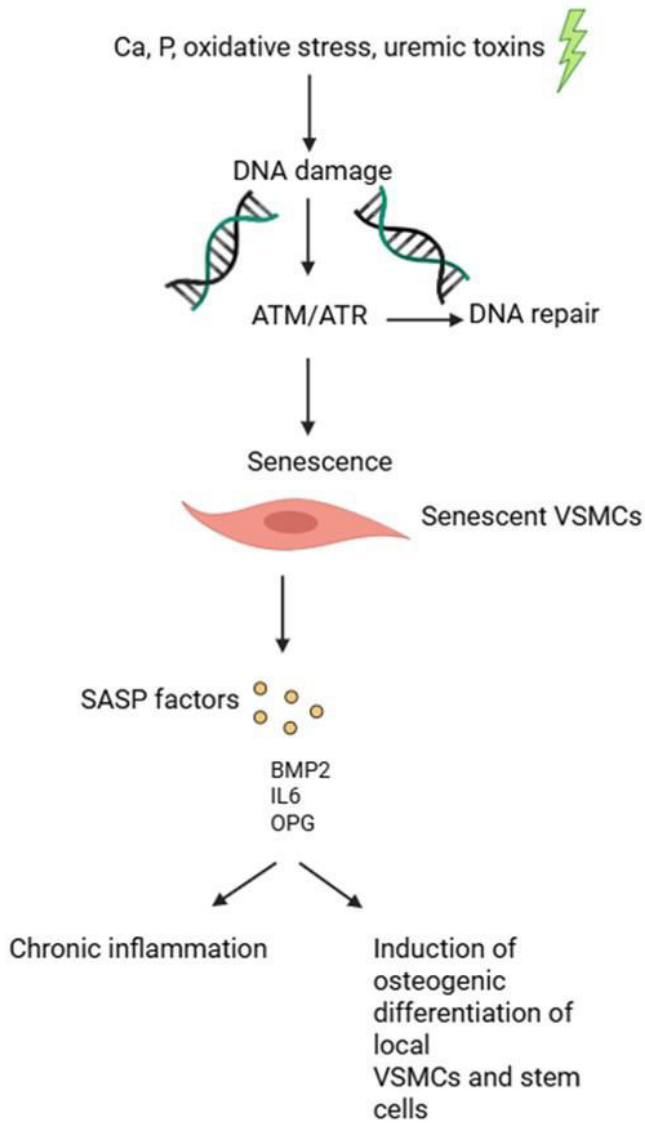 Ca, P, oxidative stress, uremic toxins
DNA damage
ATM/ATR
DNA repair
Senescence
Senescent VSMCs
SASP factors
BMP2
IL6
OPG
Chronic inflammation
Induction of
osteogenic
differentiation of
local
VSMCs and stem
cells